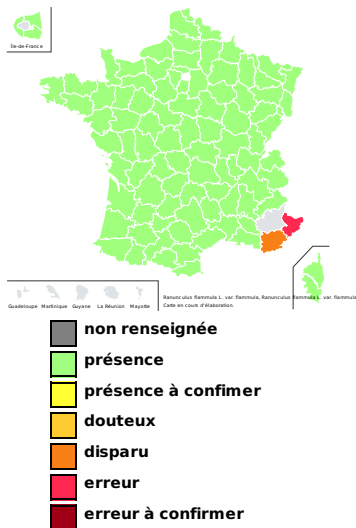 Île-de-France
Guadeloupe Martinique Guyane La Réunion Mayotte
Ranunculus flammula L. var. flammula, Ranunculus flammula L. var. flammula
Carte en cours d'élaboration.
non renseignée
présence
présence à confimer
douteux
disparu
erreur
erreur à confirmer